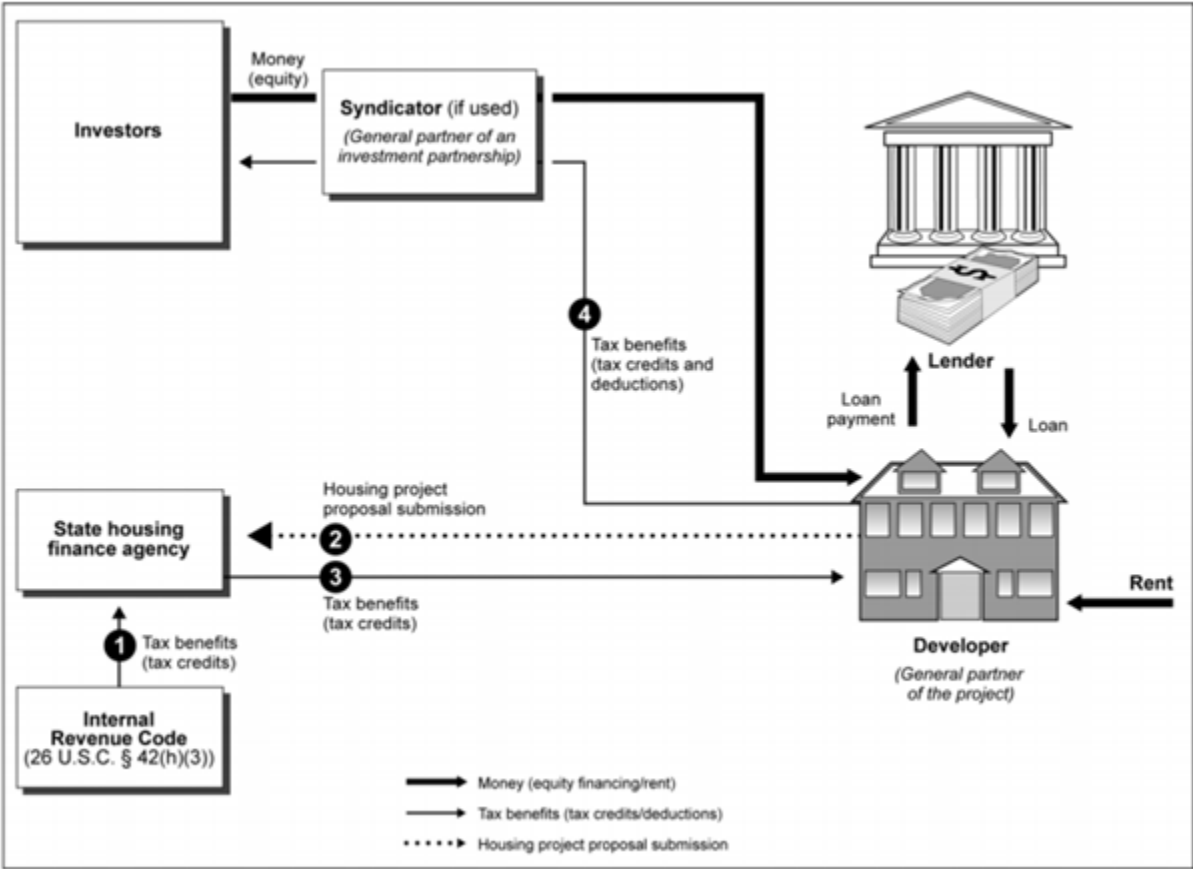 Money
(equity)
Investors
Syndicator (if used)
(General partner of an
investment partnership)
4
Tax benefits
(tax credits and
deductions)
$
Lender
Loan
payment
Loan
Housing project
proposal submission
State housing
finance agency
2
3
Tax benefits
(tax credits)
Rent
1
Tax benefits
(tax credits)
Developer
(General partner
of the project)
Internal
Revenue Code
(26 U.S.C. § 42(h)(3))
Money (equity financing/rent)
Tax benefits (tax credits/deductions)
Housing project proposal submission